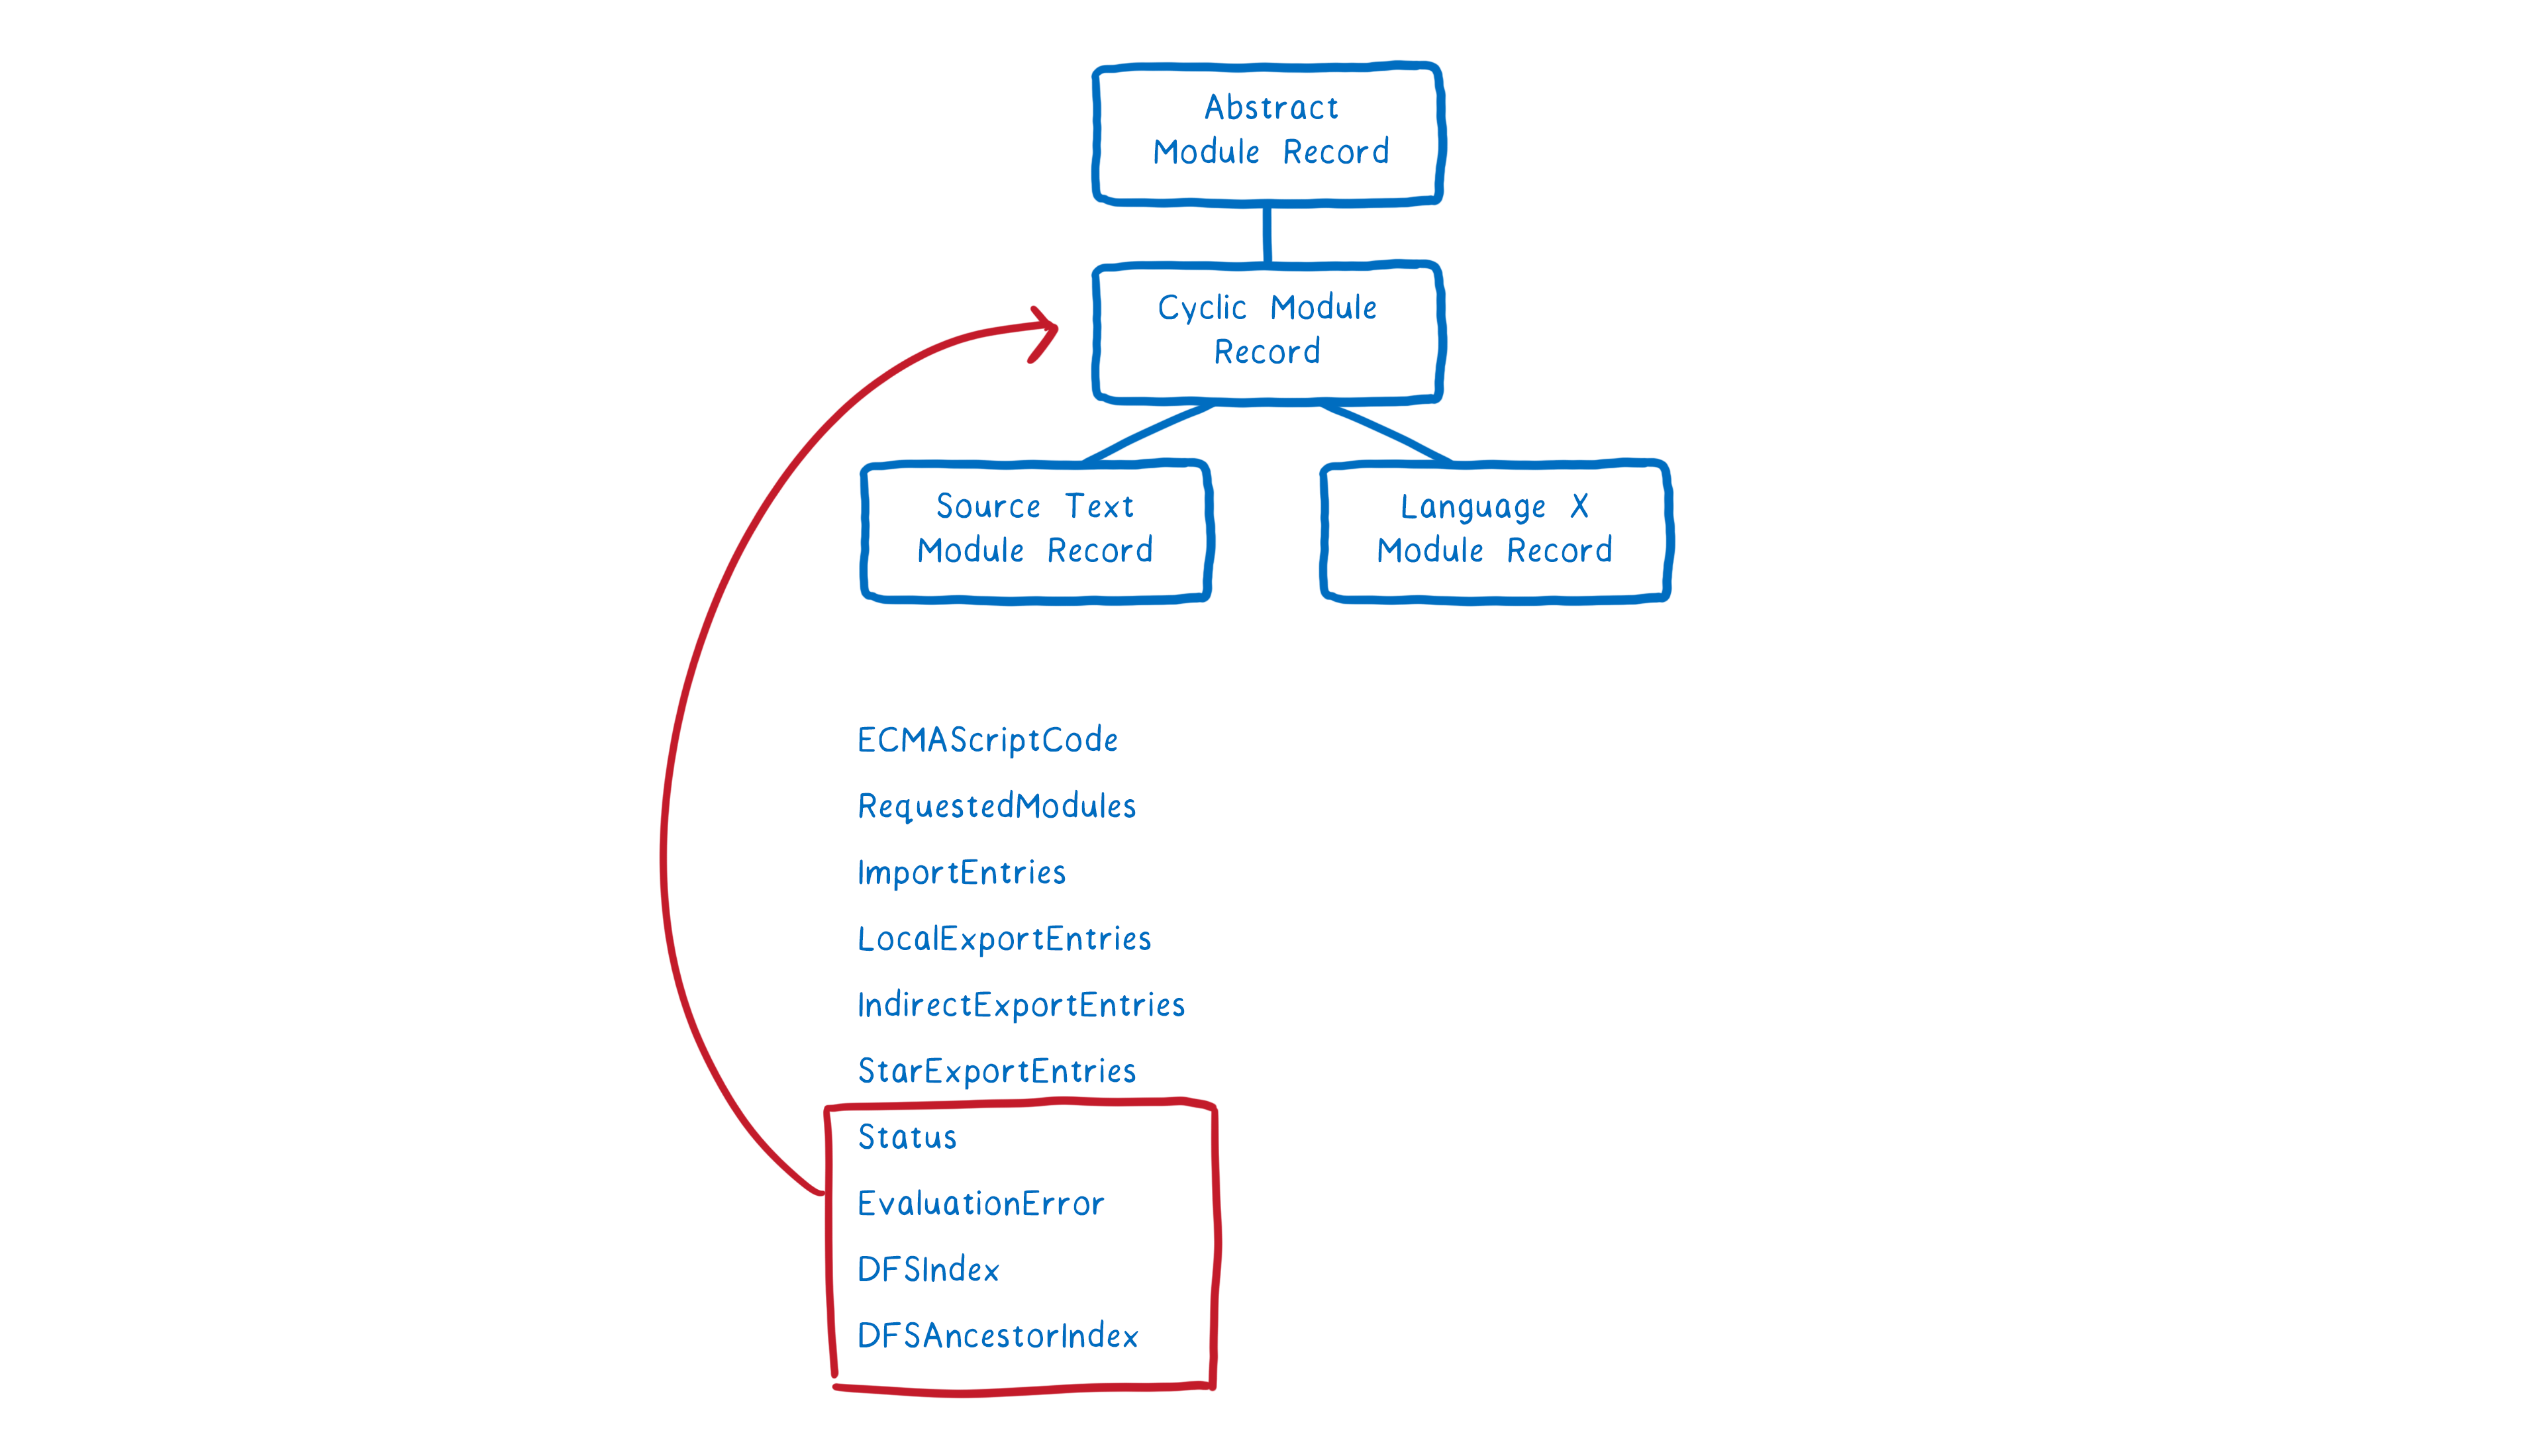 Abstract
Module Record
Cyclic Module
Record
Source Text
Module Record
Language X
Module Record
ECMAScriptCode
RequestedModules
ImportEntries
LocalExportEntries
IndirectExportEntries
StarExportEntries
Status
EvaluationError
DFSIndex
DFSAncestorIndex